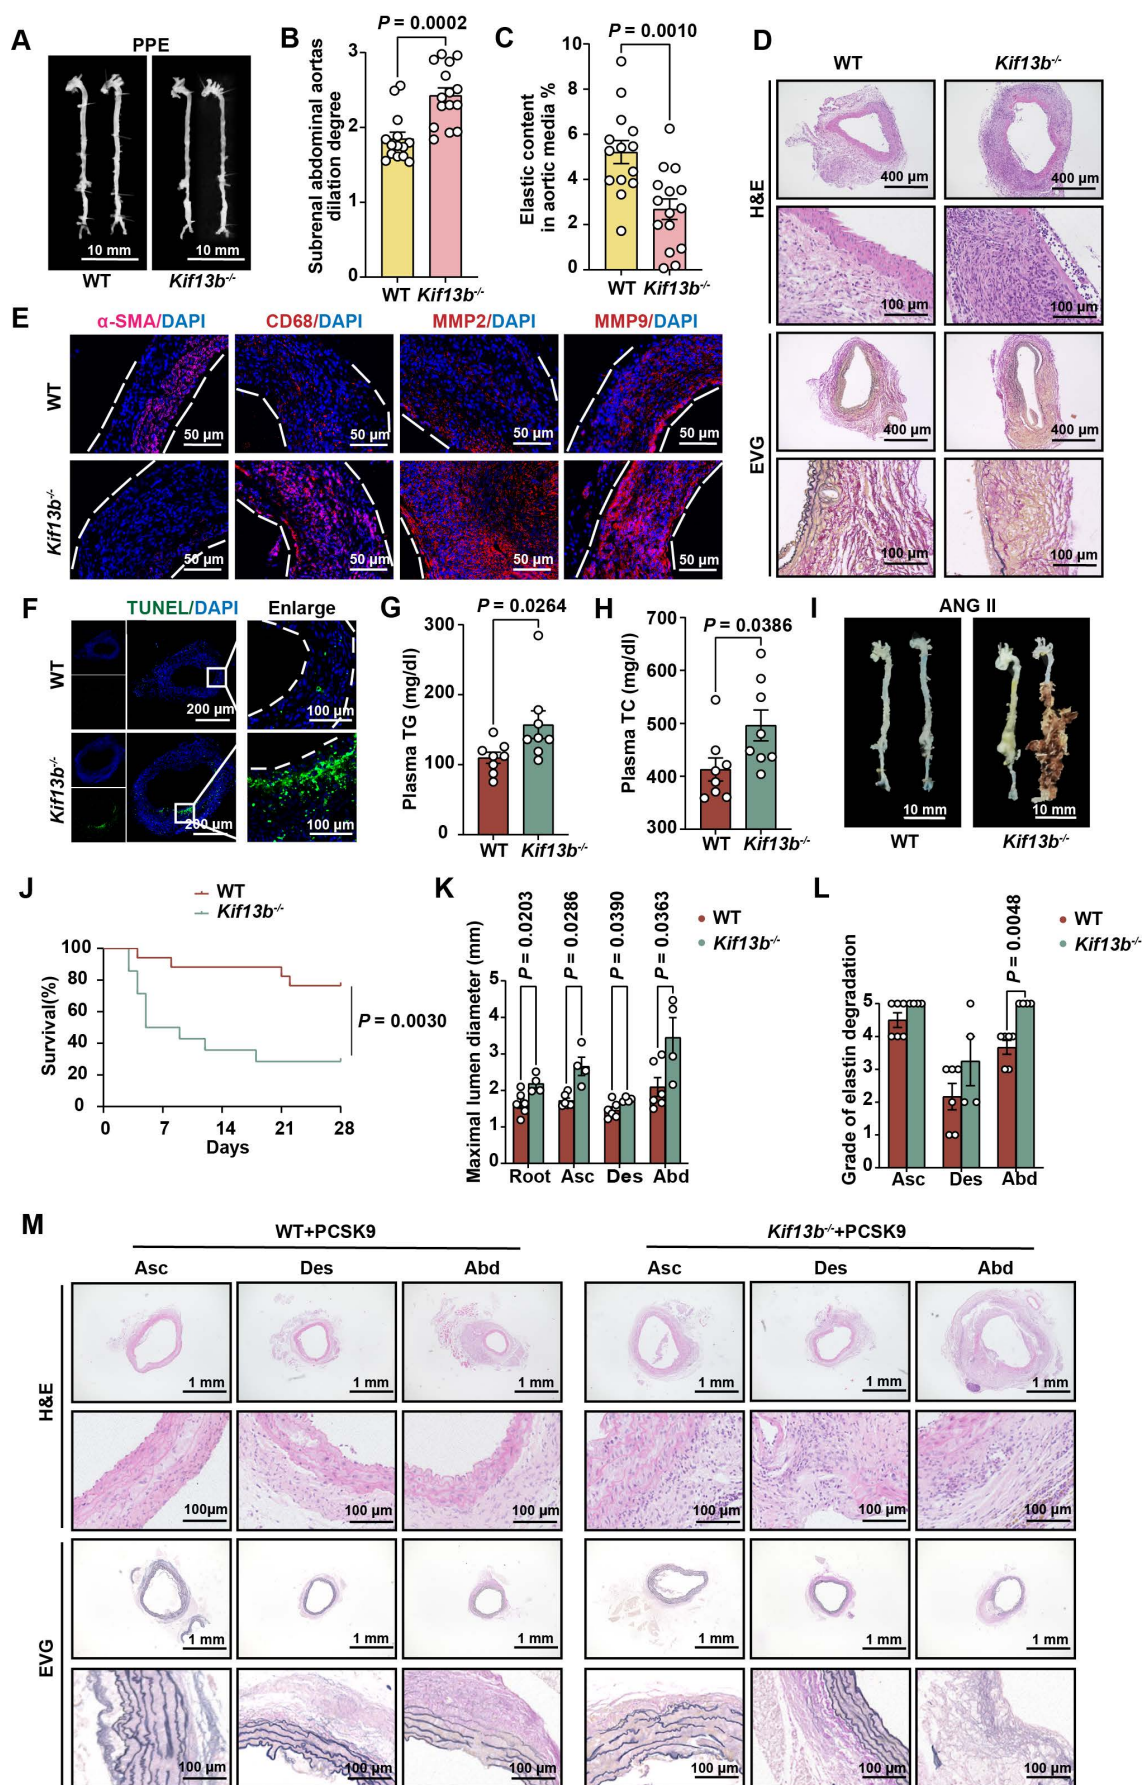 A
PPE
10 mm
10 mm
WT
Kif13b-/-
B
P = 0.0002
Subrenal abdominal aortas
dilation degree
3
2
1
0
WT
Kif13b-/-
C
P = 0.0010
Elastic content
in aortic media %
10
8
6
4
2
0
WT
Kif13b-/-
D
WT
Kif13b-/-
H&E
400 μm
400 μm
100 μm
100 μm
EVG
400 μm
400 μm
100 μm
100 μm
E
α-SMA/DAPI
CD68/DAPI
MMP2/DAPI
MMP9/DAPI
WT
50 μm
50 μm
50 μm
50 μm
Kif13b-/-
50 μm
50 μm
50 μm
50 μm
F
TUNEL/DAPI
Enlarge
WT
200 μm
100 μm
Kif13b-/-
200 μm
100 μm
G
P = 0.0264
Plasma TG (mg/dl)
300
200
100
0
WT
Kif13b-/-
H
P = 0.0386
Plasma TC (mg/dl)
700
600
500
400
300
WT
Kif13b-/-
I
ANG II
10 mm
10 mm
WT
Kif13b-/-
J
WT
Kif13b-/-
Survival(%)
100
80
60
40
20
0
P = 0.0030
0
7
14
21
28
Days
K
P = 0.0203
P = 0.0286
P = 0.0390
P = 0.0363
WT
Kif13b-/-
Maximal lumen diameter (mm)
5
4
3
2
1
0
Root
Asc
Des
Abd
L
P = 0.0048
WT
Kif13b-/-
Grade of elastin degradation
5
4
3
2
1
0
Asc
Des
Abd
M
WT+PCSK9
Kif13b-/-+PCSK9
Asc
Des
Abd
Asc
Des
Abd
H&E
1 mm
1 mm
1 mm
1 mm
1 mm
1 mm
100μm
100 μm
100 μm
100 μm
100 μm
100 μm
EVG
1 mm
1 mm
1 mm
1 mm
1 mm
1 mm
100 μm
100 μm
100 μm
100 μm
100 μm
100 μm